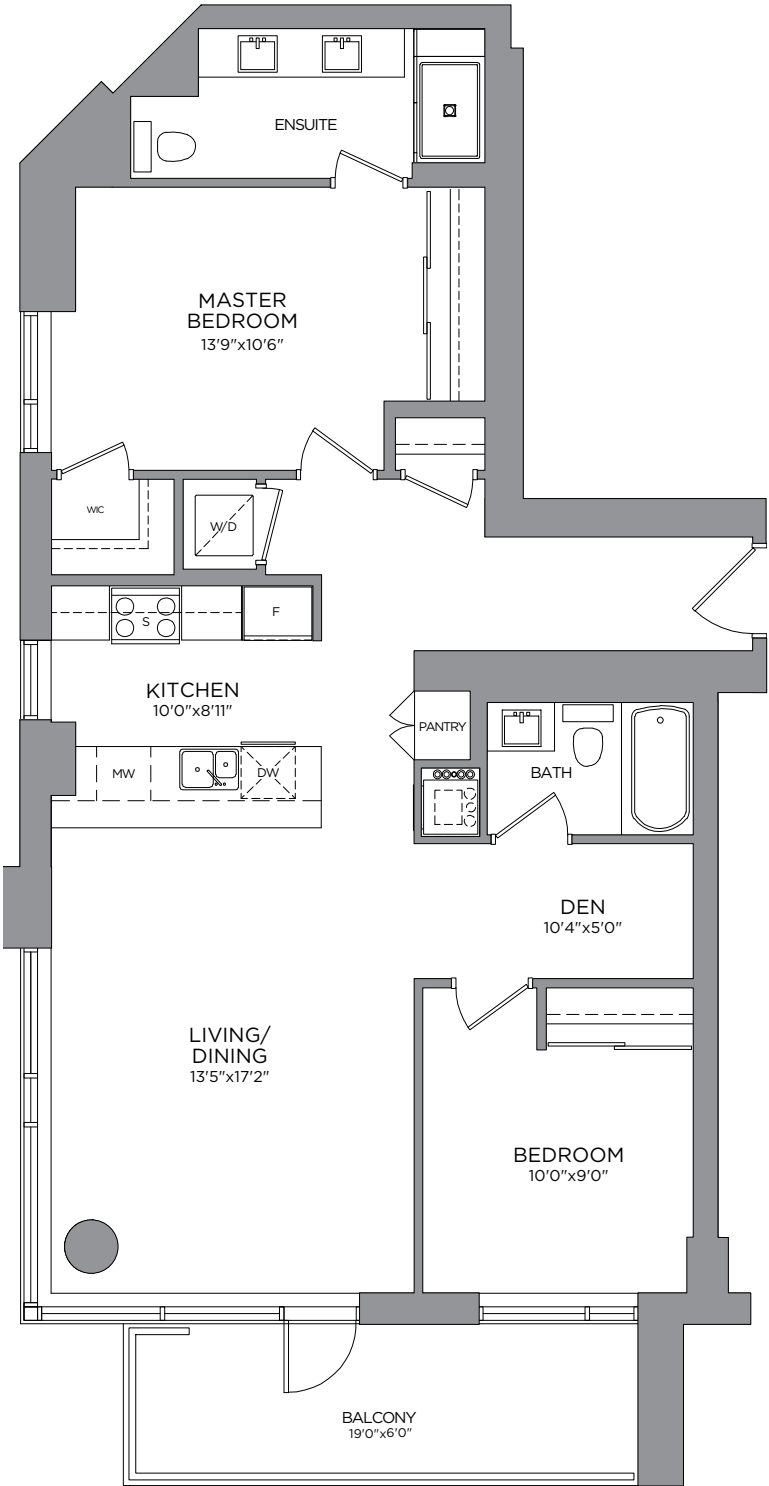 ENSUITE
MASTER
BEDROOM
13'9"x10'6"
WIC
W/D
S
F
KITCHEN
10'0"x8'11"
PANTRY
MW
DW
BATH
DEN
10'4"x5'0"
LIVING/
DINING
13'5"x17'2"
BEDROOM
10'0"x9'0"
BALCONY
19'0"x6'0"